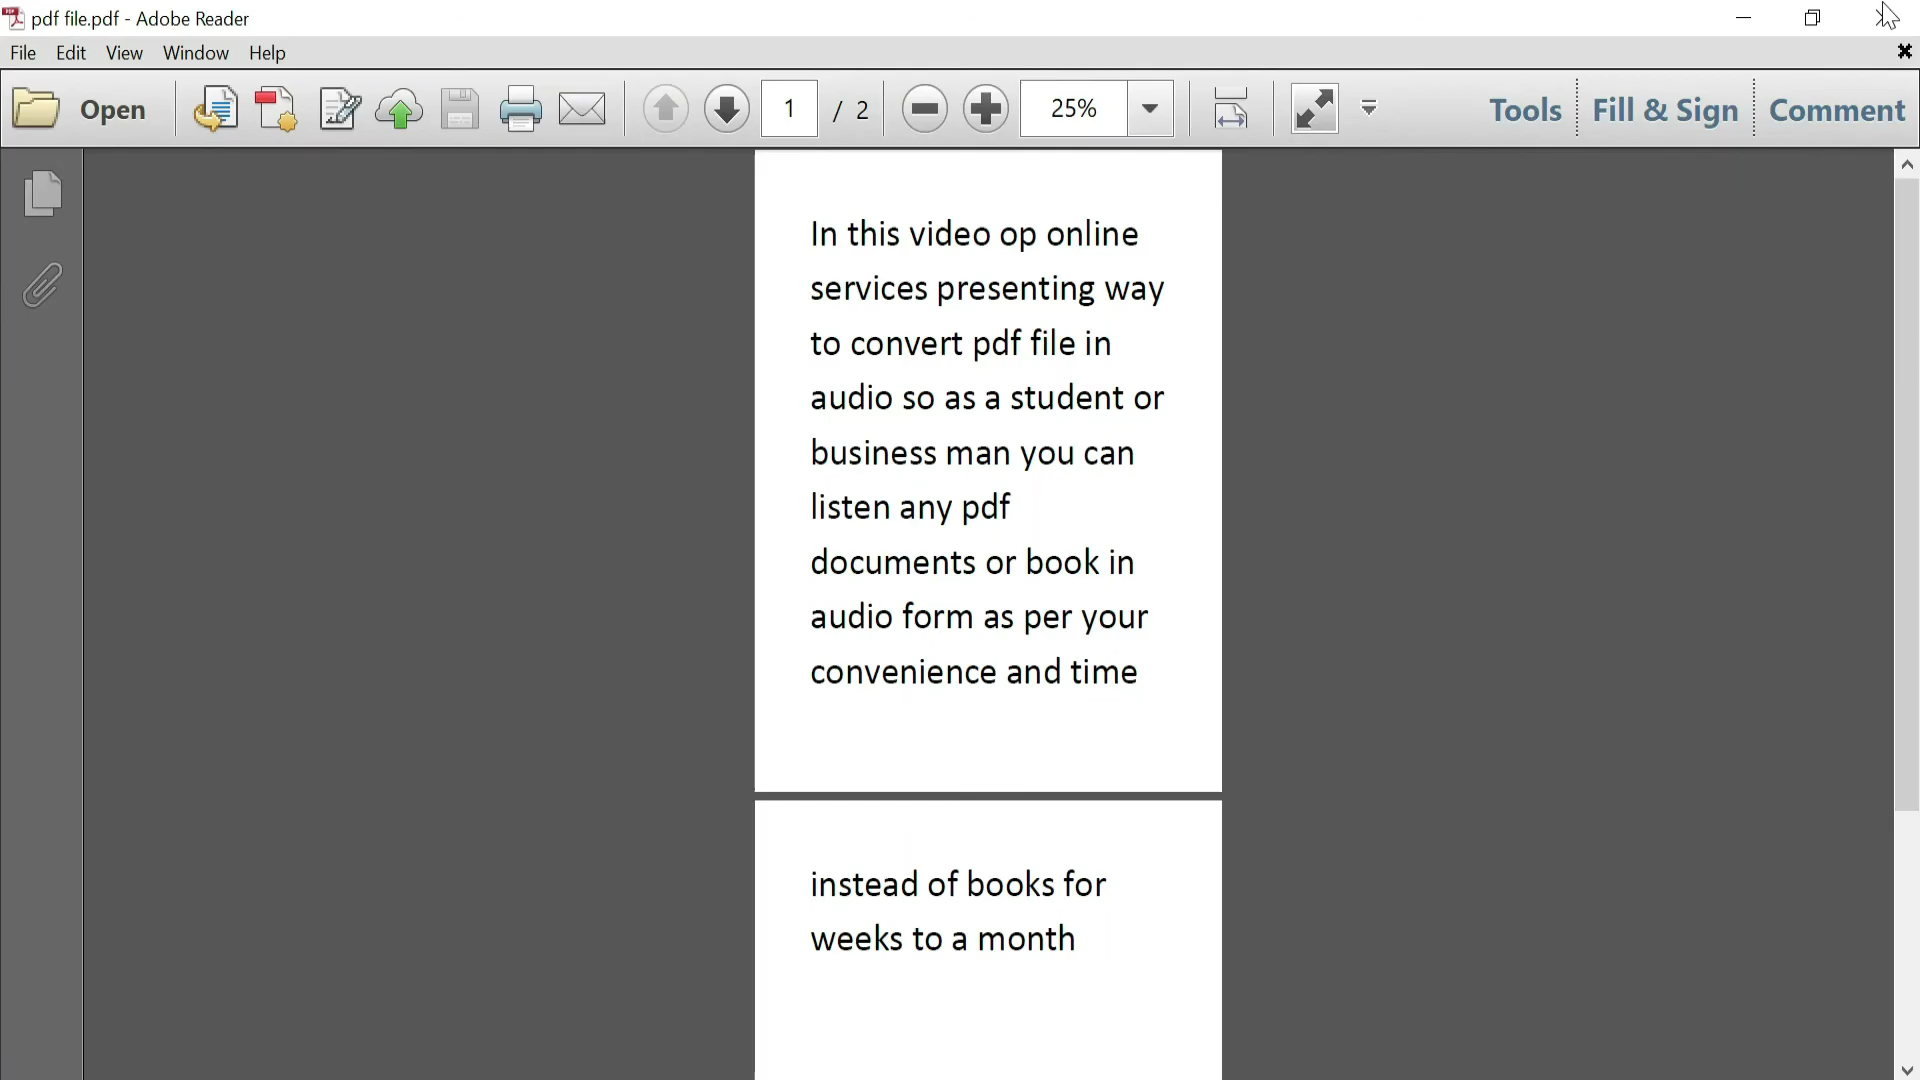 pdf file.pdf - Adobe Reader
File Edit View Window Help
Open 1 / 2 25% Tools Fill & Sign Comment
In this video op online
services presenting way
to convert pdf file in
audio so as a student or
business man you can
listen any pdf
documents or book in
audio form as per your
convenience and time
instead of books for
weeks to a month